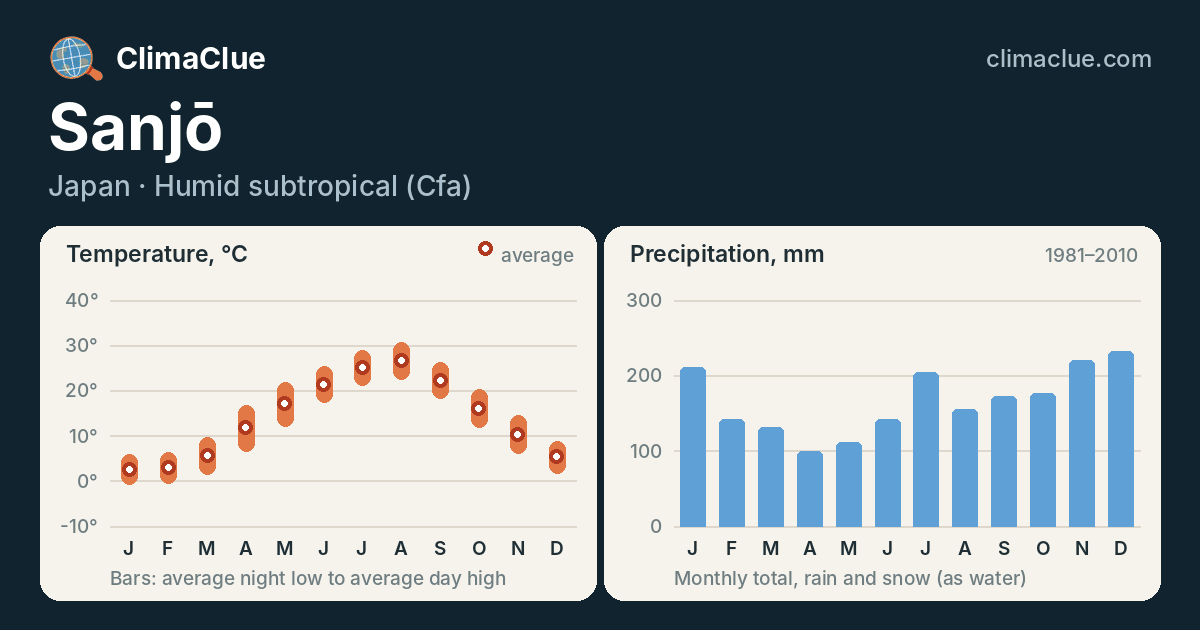 ClimaClue
climaclue.com
Sanjō
Japan · Humid subtropical (Cfa)
Temperature, °C
average
40°
30°
20°
10°
0°
-10°
J F M A M J J A S O N D
Bars: average night low to average day high
Precipitation, mm
1981–2010
300
200
100
0
J F M A M J J A S O N D
Monthly total, rain and snow (as water)